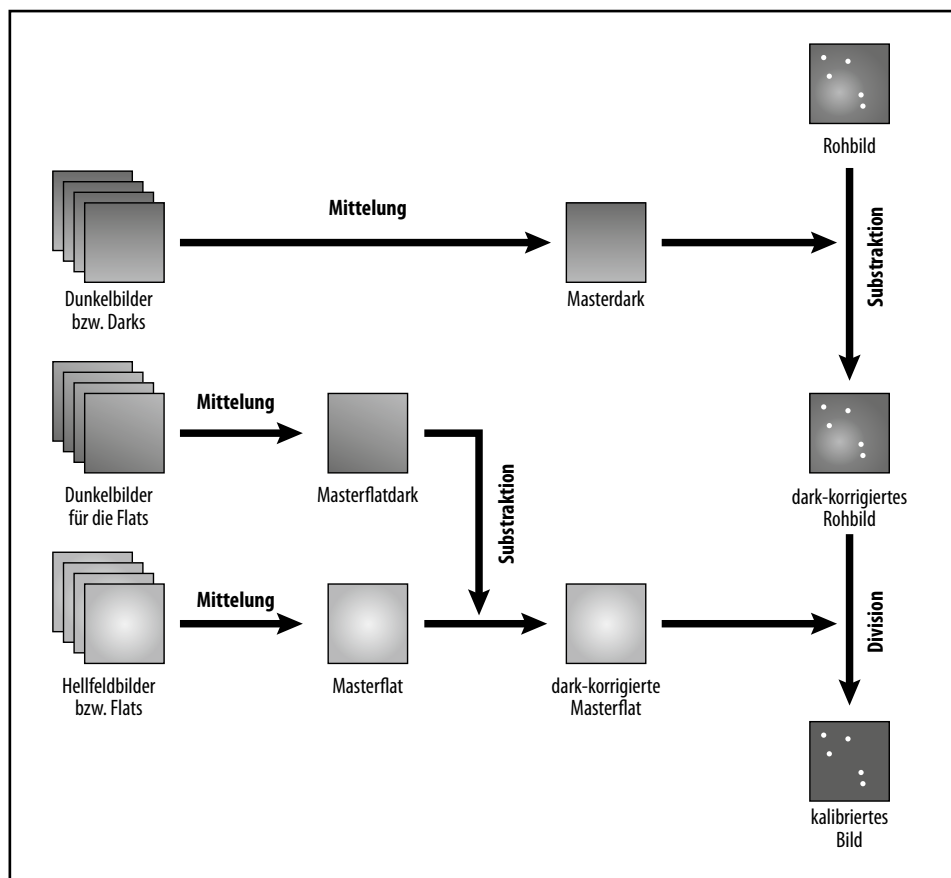 Rohbild
Mittelung
Substraktion
Dunkelbilder
bzw. Darks
Masterdark
Mittelung
Dunkelbilder
für die Flats
Masterflatdark
Substraktion
dark-korrigiertes
Rohbild
Mittelung
Division
Hellfeldbilder
bzw. Flats
Masterflat
dark-korrigierte
Masterflat
kalibriertes
Bild